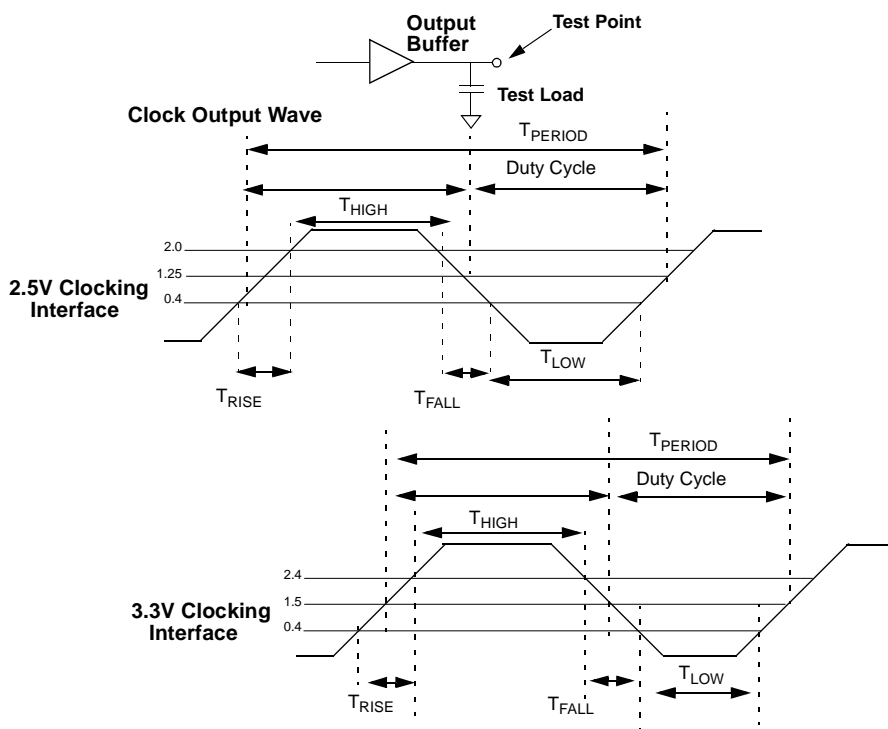 Output
Buffer
Test Point
Test Load
Clock Output Wave
TPERIOD
Duty Cycle
THIGH
2.0
1.25
0.4
2.5V Clocking
Interface
TLOW
TRISE
TFALL
TPERIOD
Duty Cycle
THIGH
2.4
1.5
0.4
3.3V Clocking
Interface
TLOW
TRISE
TFALL